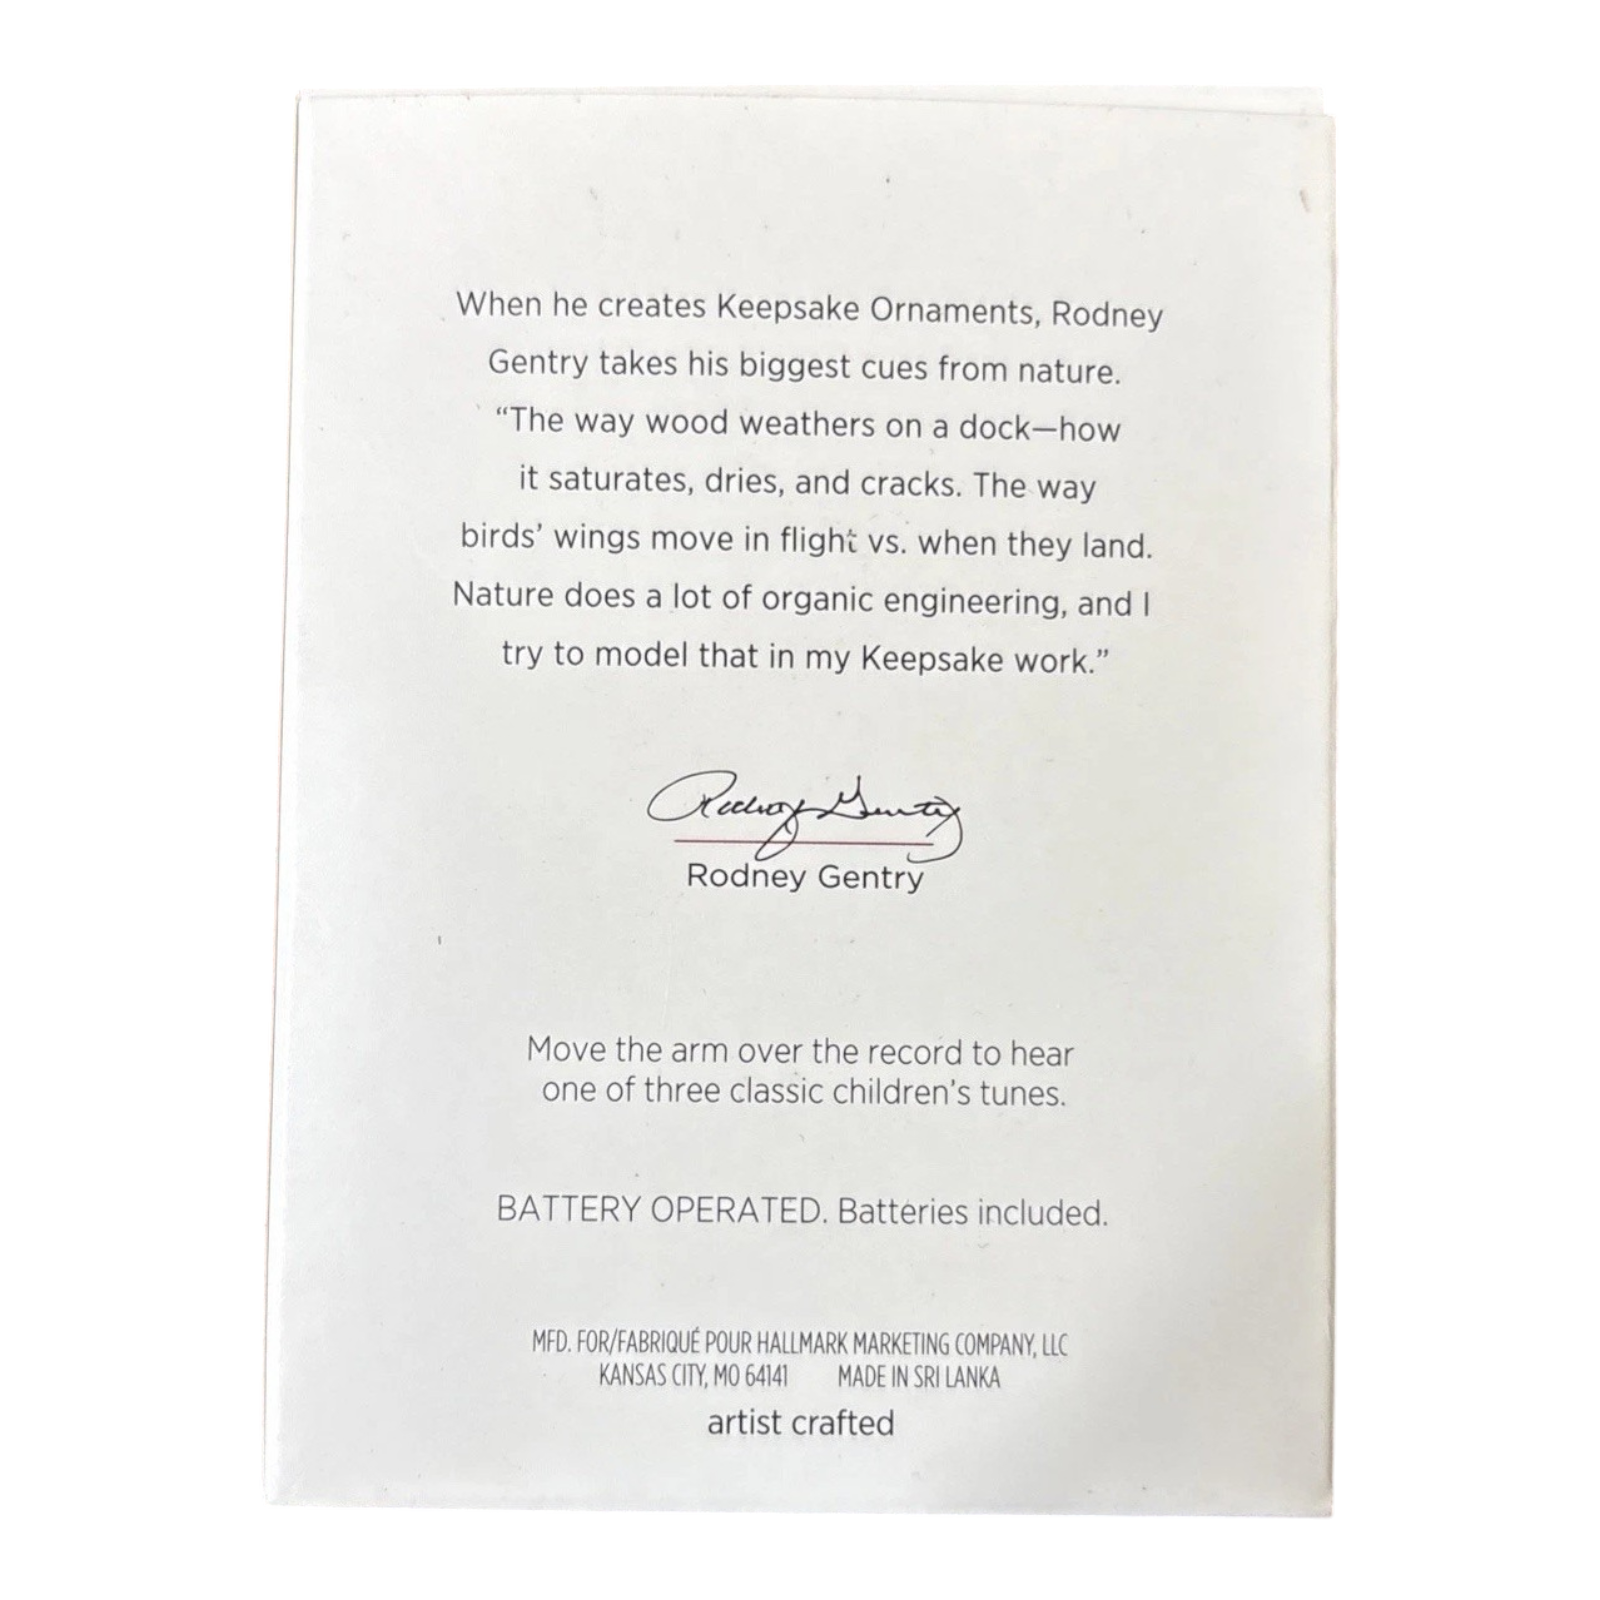 When he creates Keepsake Ornaments, Rodney
Gentry takes his biggest cues from nature.
“The way wood weathers on a dock—how
it saturates, dries, and cracks. The way
birds’ wings move in flight vs. when they land.
Nature does a lot of organic engineering, and I
try to model that in my Keepsake work.”
Rodney Gentry
Rodney Gentry
Move the arm over the record to hear
one of three classic children’s tunes.
BATTERY OPERATED. Batteries included.
MFD. FOR/FABRIQUÉ POUR HALLMARK MARKETING COMPANY, LLC
KANSAS CITY, MO 64141 MADE IN SRI LANKA
artist crafted